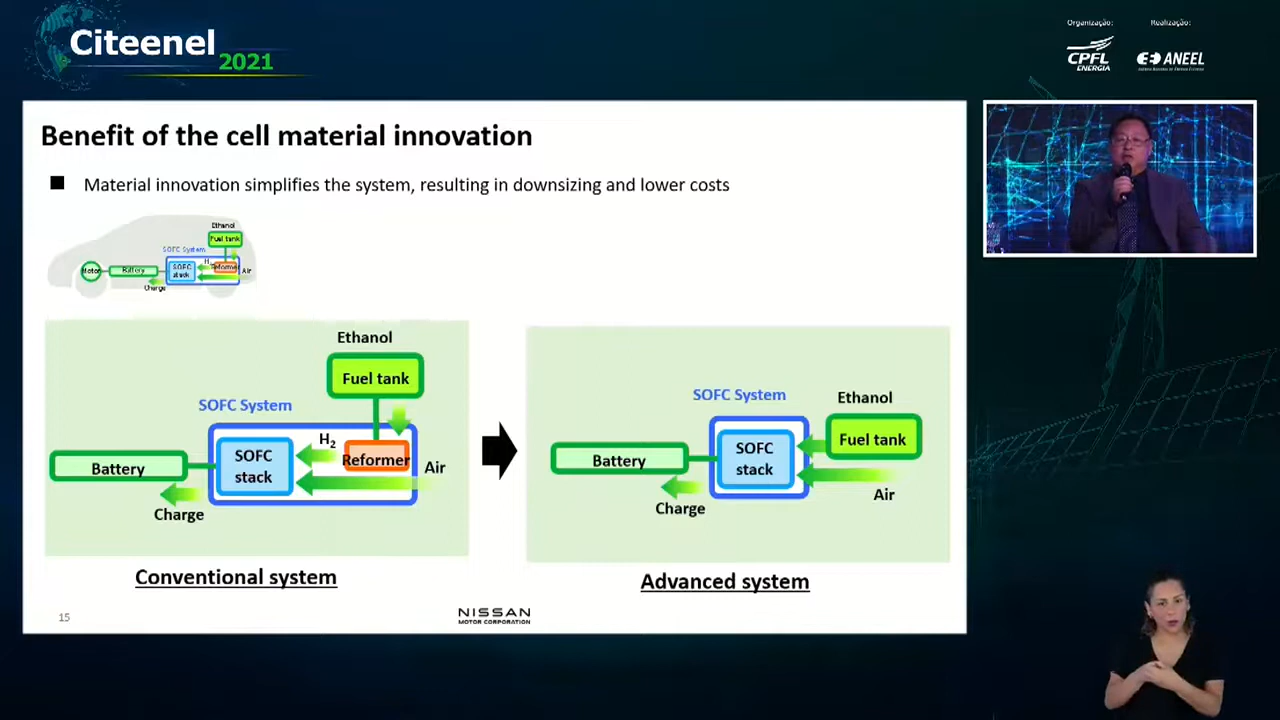 Citeenel
2021
Organização:
Realização:
CPFL
ENERGIA
ANEEL
Benefit of the cell material innovation
Material innovation simplifies the system, resulting in downsizing and lower costs
Ethanol
Fuel tank
SOFC System
H
Reformer
Air
Motor
Battery
SOFC
stack
Charge
Ethanol
Fuel tank
SOFC System
H2
SOFC
stack
Reformer
Air
Battery
Charge
Conventional system
SOFC System
Ethanol
Fuel tank
SOFC
stack
Battery
Air
Charge
Advanced system
15
NISSAN
MOTOR CORPORATION